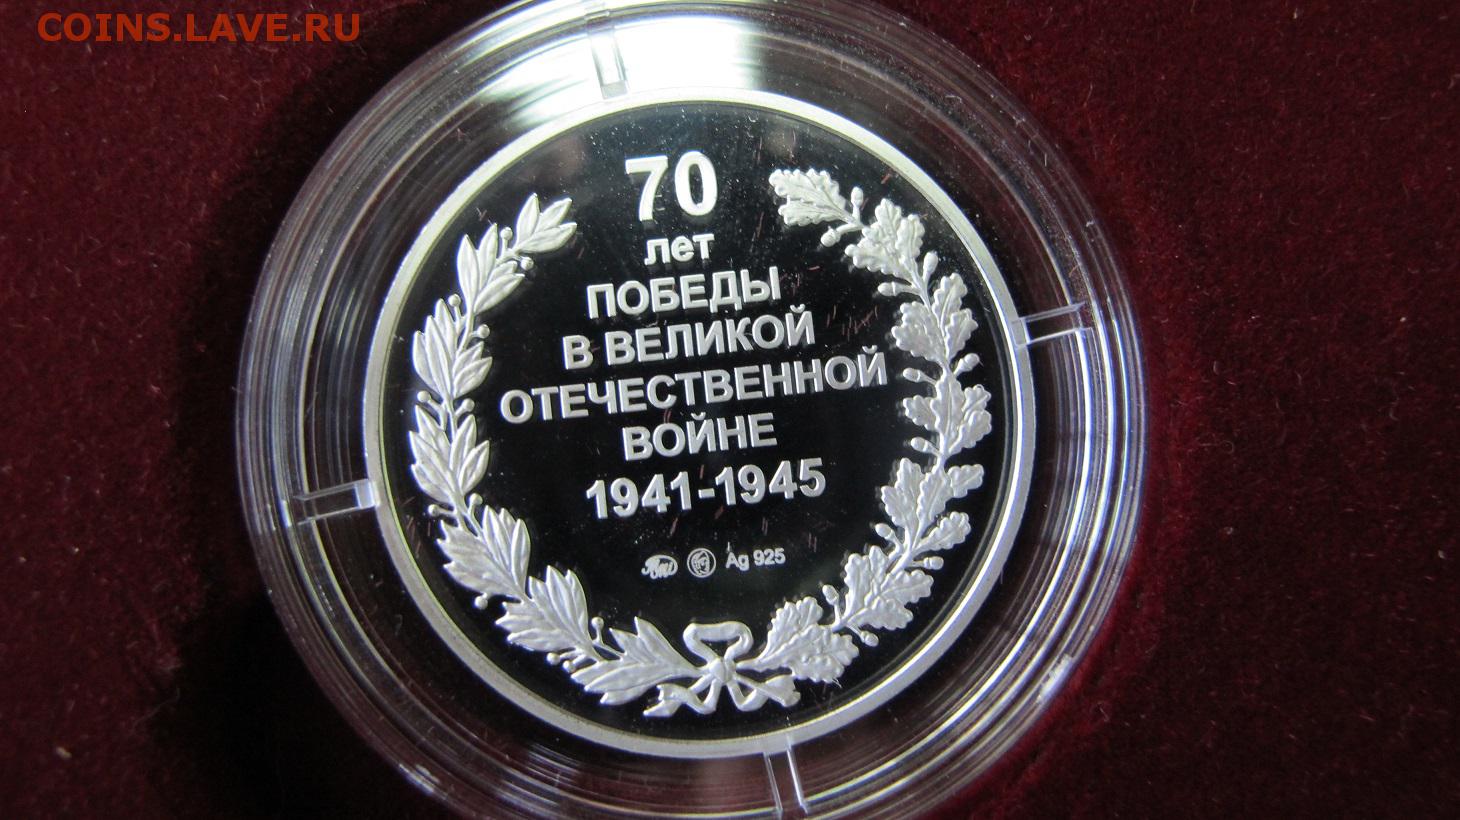 COINS.LAVE.RU
70
лет
ПОБЕДЫ
В ВЕЛИКОЙ
ОТЕЧЕСТВЕННОЙ
ВОЙНЕ
1941-1945
Ag 925